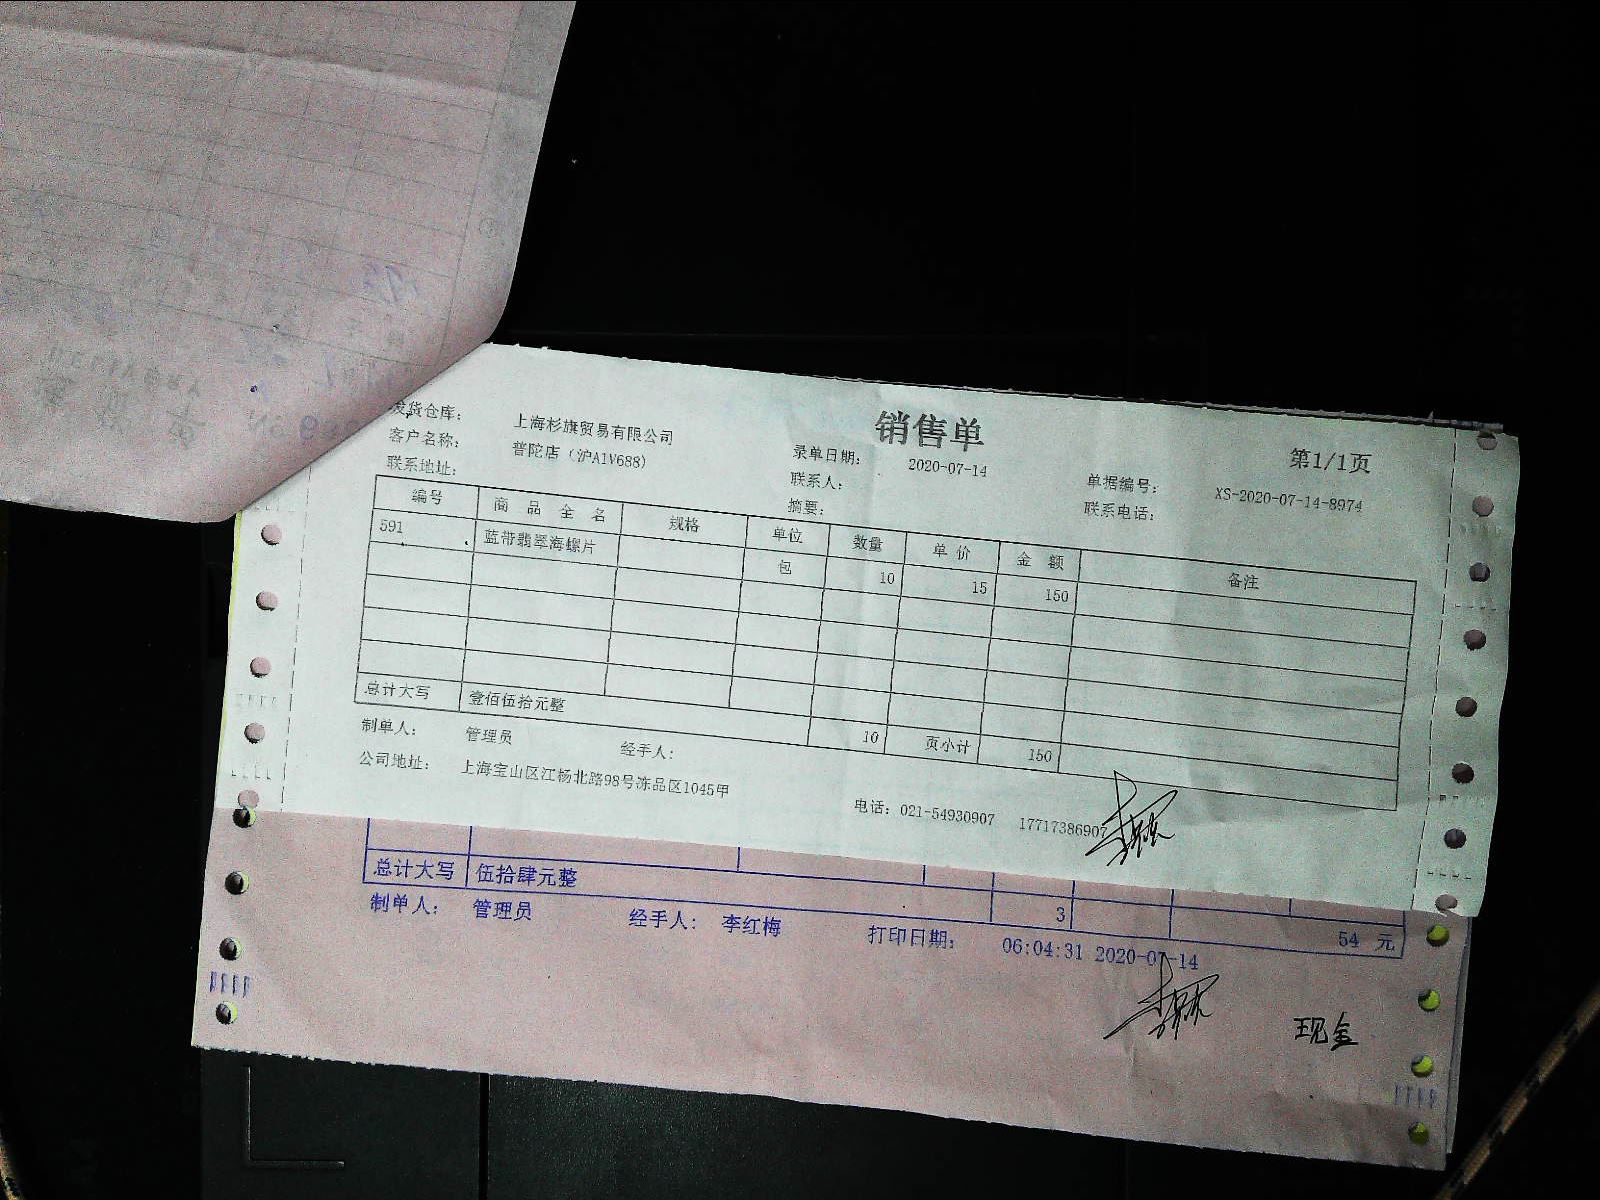 销售单
第1/1页
发货仓库： 上海杉旗贸易有限公司 录单日期： 2020-07-14 单据编号： XS-2020-07-14-8974
客户名称： 普陀店（沪A1V688） 联系人： 联系电话：
联系地址： 摘要：
编号 商品全名 规格 单位 数量 单价 金额 备注
591 蓝带翡翠海螺片 包 10 15 150
总计大写 壹佰伍拾元整 10 页小计 150
制单人： 管理员 经手人：
公司地址： 上海宝山区江杨北路98号冻品区1045甲 电话：021-54930907 17717386907
总计大写 伍拾肆元整 3 54 元
制单人： 管理员 经手人： 李红梅 打印日期： 06:04:31 2020-07-14
现金